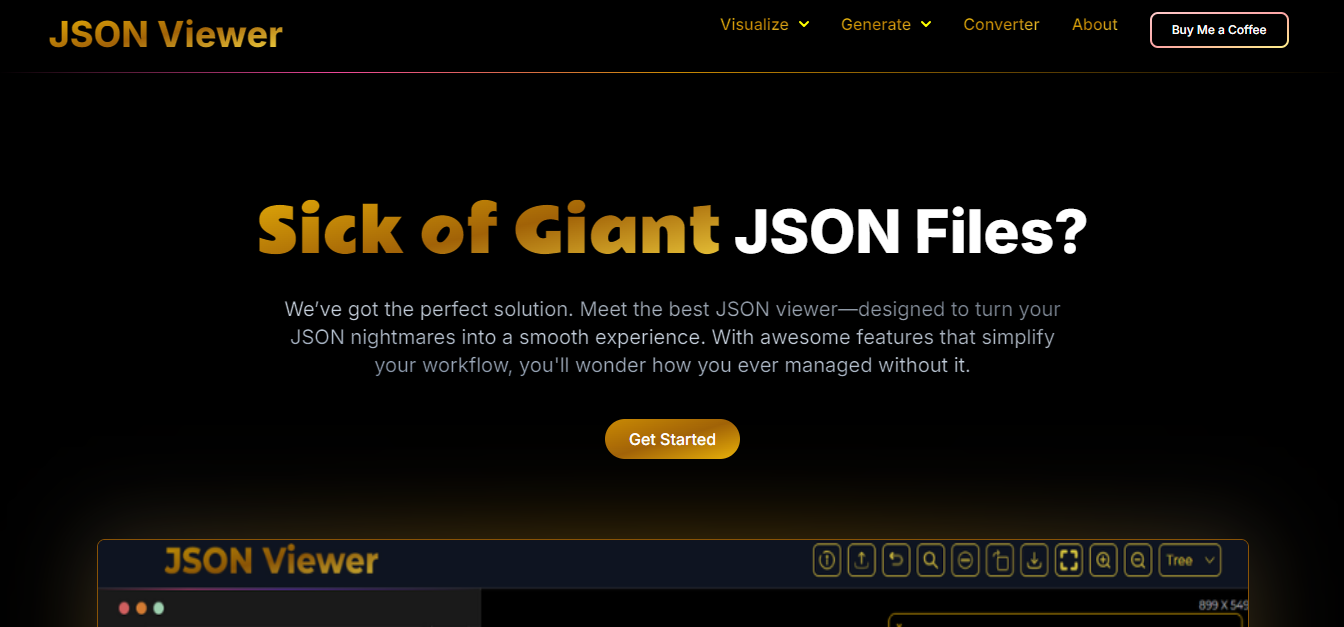 JSON Viewer
Visualize Generate Converter About Buy Me a Coffee
Sick of Giant JSON Files?
We’ve got the perfect solution. Meet the best JSON viewer—designed to turn your
JSON nightmares into a smooth experience. With awesome features that simplify
your workflow, you'll wonder how you ever managed without it.
Get Started
JSON Viewer
Tree
899 X 549